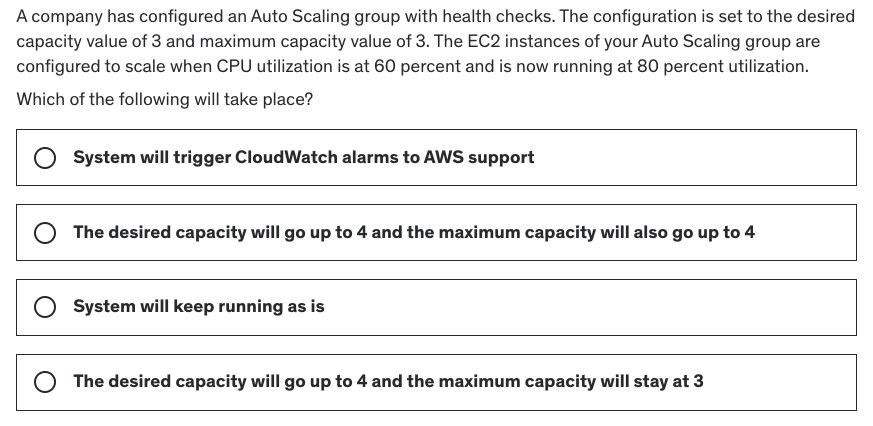 A company has configured an Auto Scaling group with health checks. The configuration is set to the desired
capacity value of 3 and maximum capacity value of 3. The EC2 instances of your Auto Scaling group are
configured to scale when CPU utilization is at 60 percent and is now running at 80 percent utilization.
Which of the following will take place?
System will trigger CloudWatch alarms to AWS support
The desired capacity will go up to 4 and the maximum capacity will also go up to 4
System will keep running as is
The desired capacity will go up to 4 and the maximum capacity will stay at 3